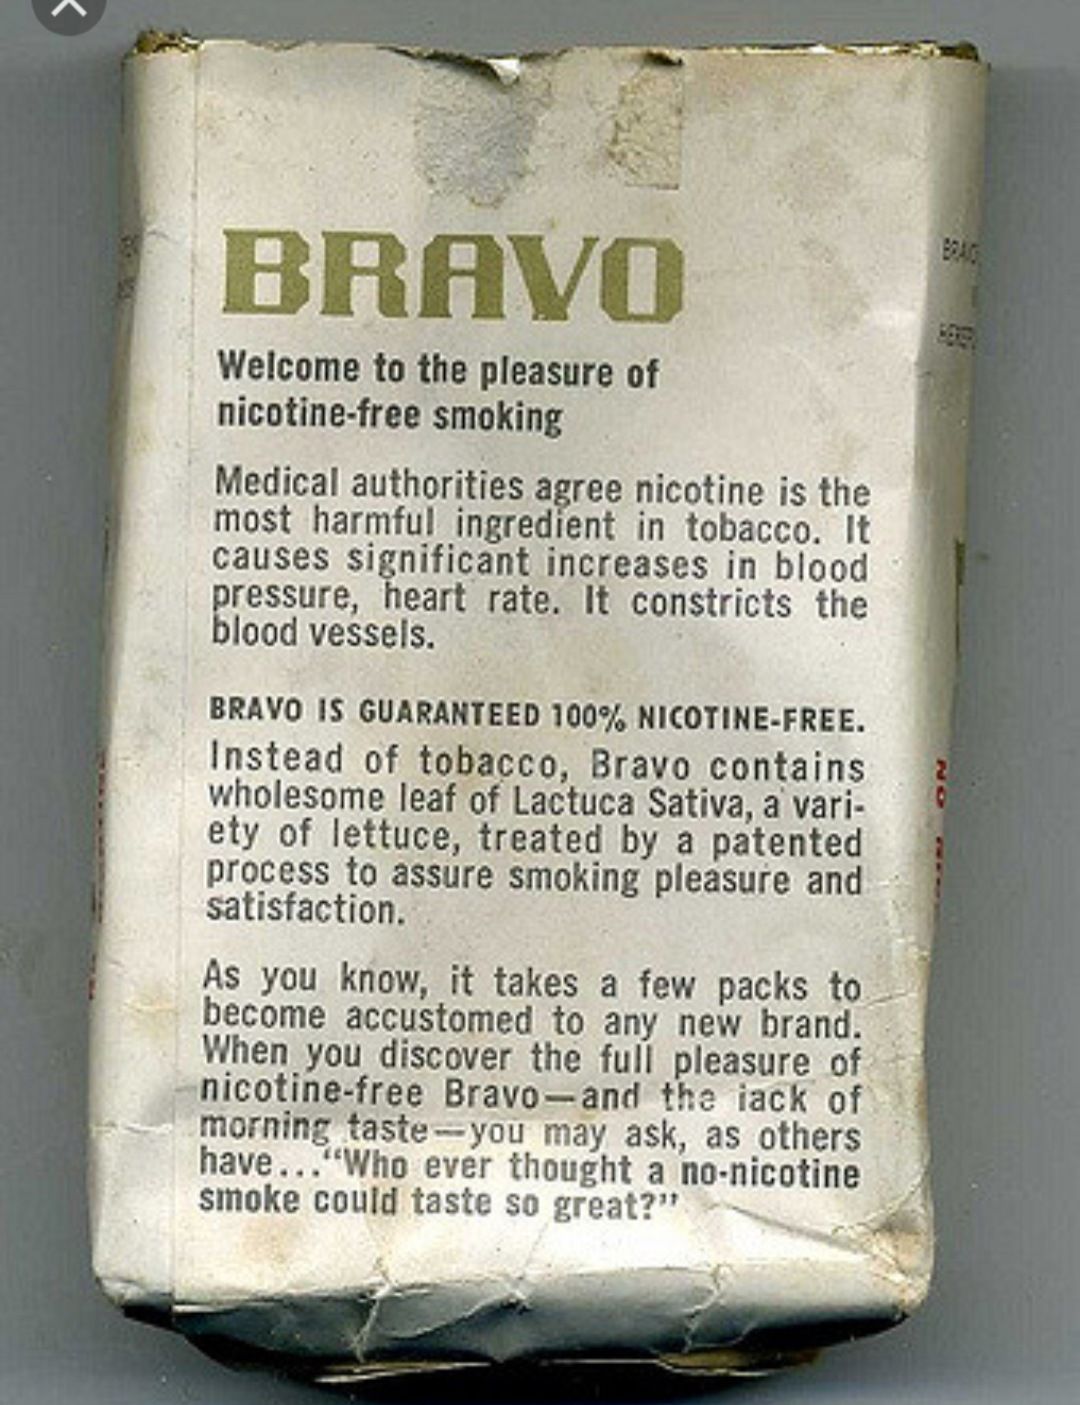 BRAVO
Welcome to the pleasure of
nicotine-free smoking
Medical authorities agree nicotine is the
most harmful ingredient in tobacco. It
causes significant increases in blood
pressure, heart rate. It constricts the
blood vessels.
BRAVO IS GUARANTEED 100% NICOTINE-FREE.
Instead of tobacco, Bravo contains
wholesome leaf of Lactuca Sativa, a vari-
ety of lettuce, treated by a patented
process to assure smoking pleasure and
satisfaction.
As you know, it takes a few packs to
become accustomed to any new brand.
When you discover the full pleasure of
nicotine-free Bravo—and the lack of
morning taste—you may ask, as others
have..."Who ever thought a no-nicotine
smoke could taste so great?"
BRAVO
NO